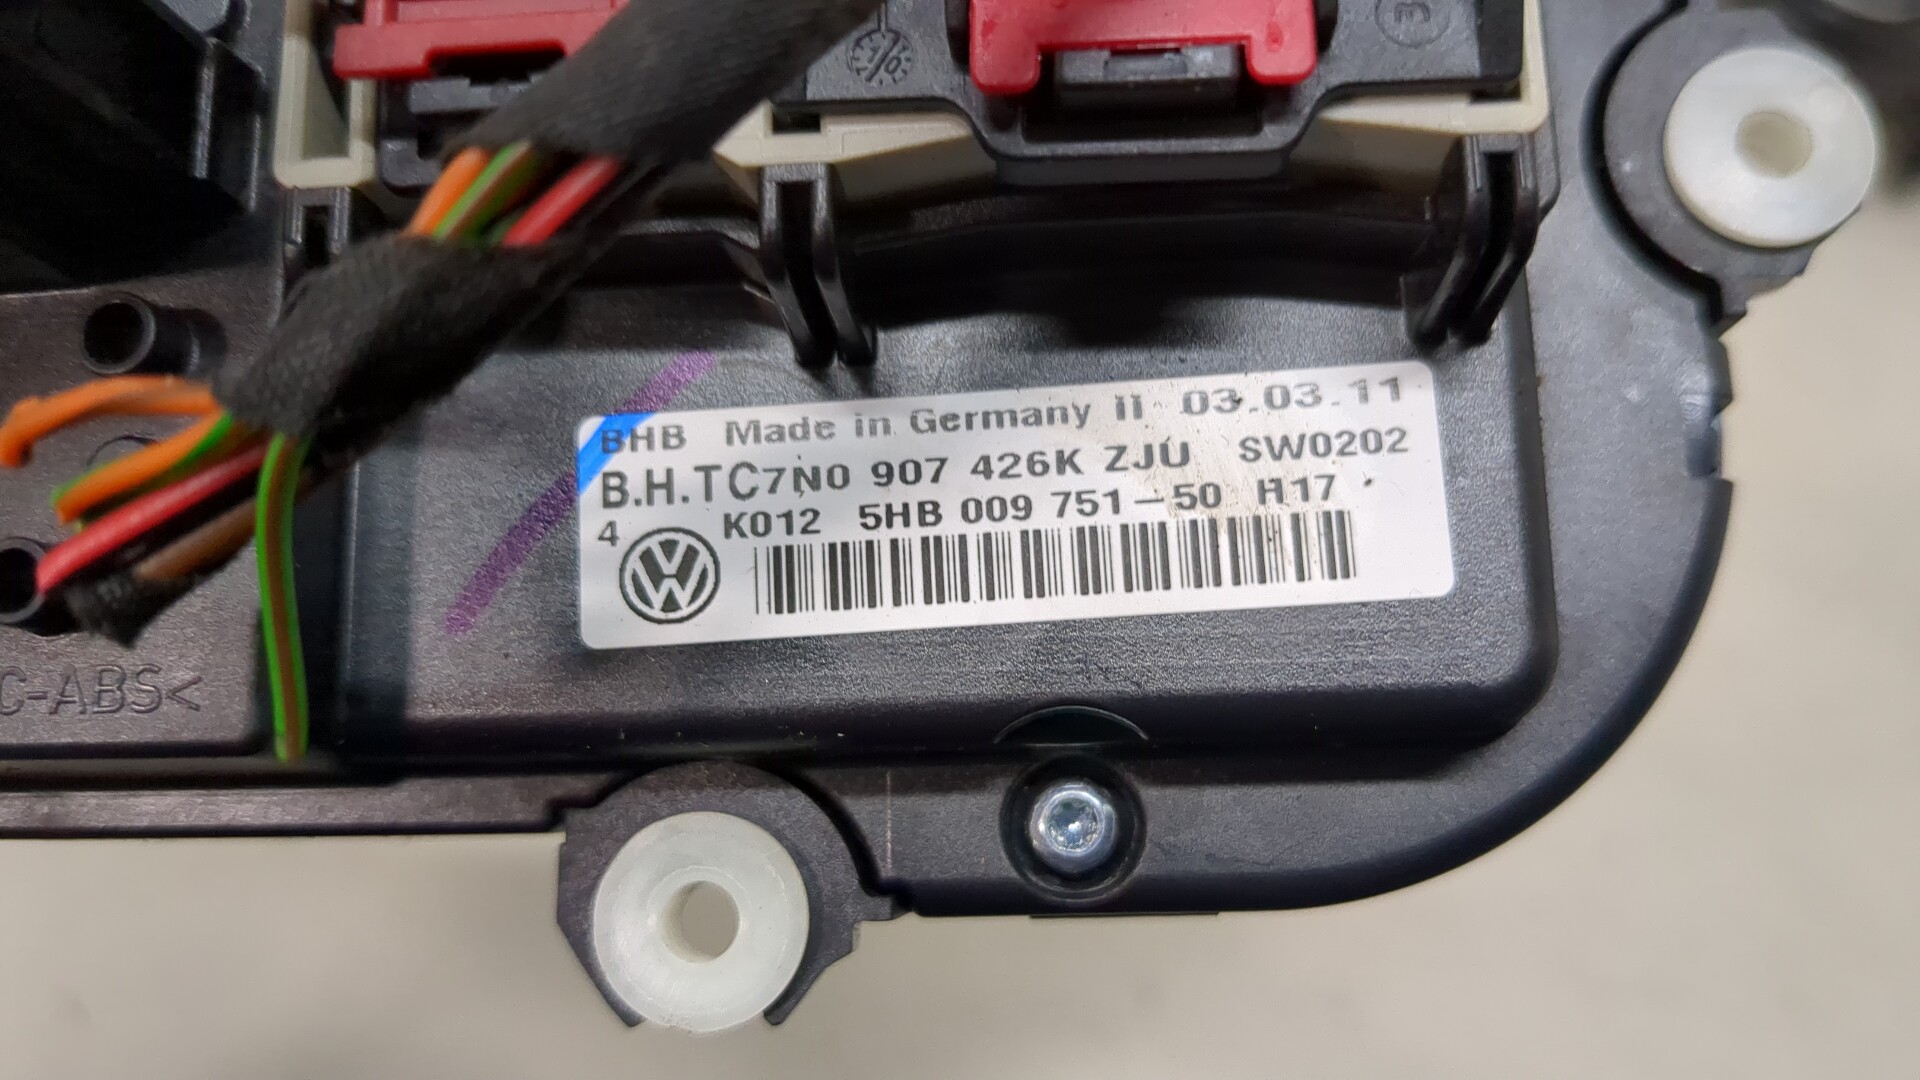 BHB Made in Germany II 03.03.11
B.H.TC7N0 907 426K ZJU SW0202
4 K012 5HB 009 751-50 H17
C-ABS<